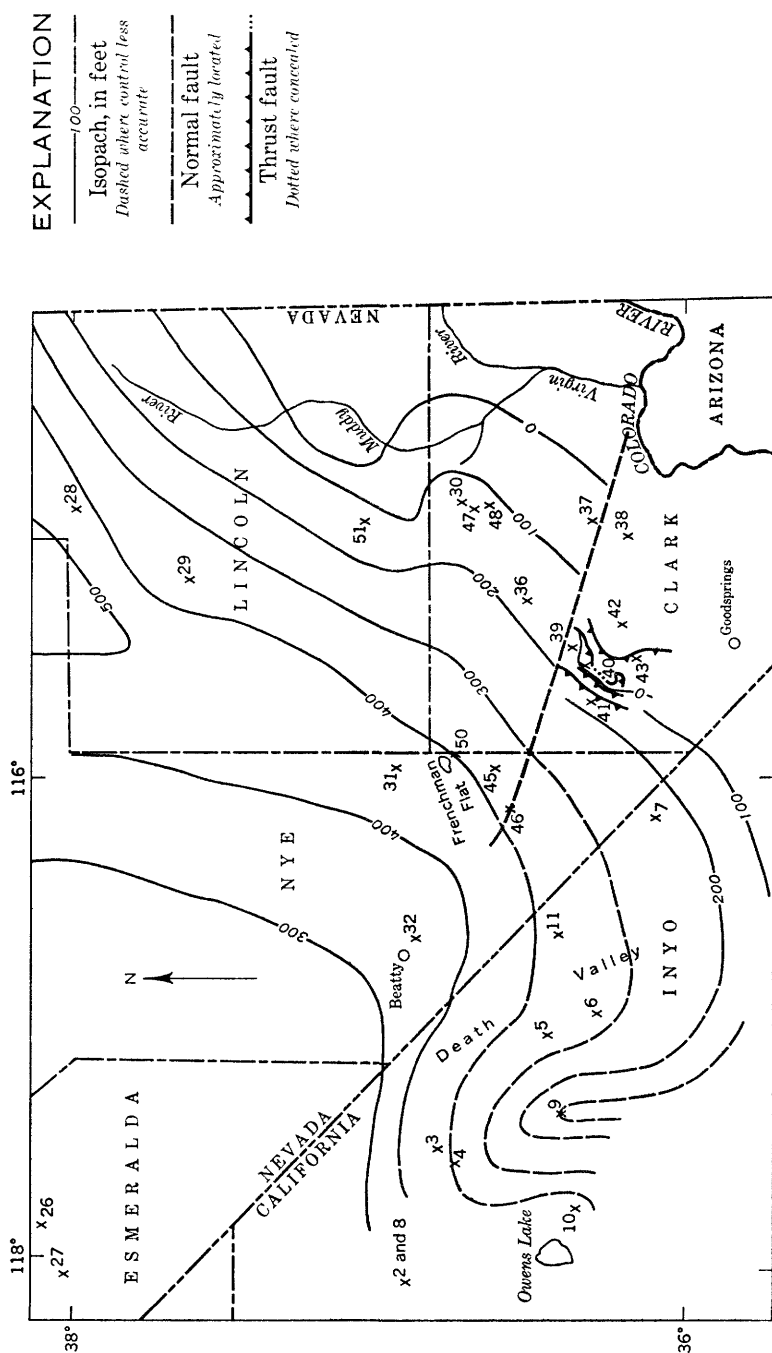 EXPLANATION
100
Isopach, in feet
Dashed where control less
accurate
Normal fault
Approximately located
Thrust fault
Dotted where concealed
118°
116°
38°
36°
N
ESMERALDA
NYE
LINCOLN
CLARK
INYO
NEVADA
CALIFORNIA
NEVADA
ARIZONA
COLORADO
RIVER
Muddy
River
Virgin
River
Beatty
Frenchman
Flat
Goodsprings
Death
Valley
Owens Lake
500
400
300
200
100
0
400
300
200
100
0
x26
x27
x28
x29
51x
x30
47x
48x
31x
x32
x36
x37
x38
39
x
40
41
x
x42
43
x
45x
46
x
50
x2 and 8
x3
x4
x5
x6
x7
x9
10x
x11